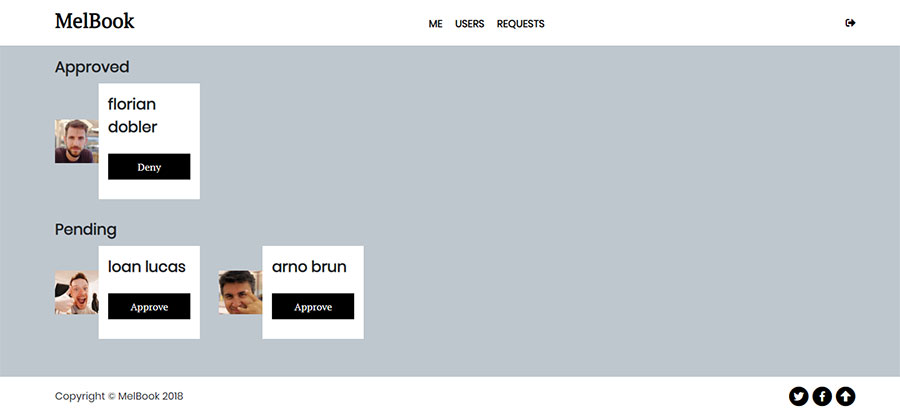 MelBook
ME USERS REQUESTS
Approved
florian
dobler
Deny
Pending
loan lucas
Approve
arno brun
Approve
Copyright © MelBook 2018